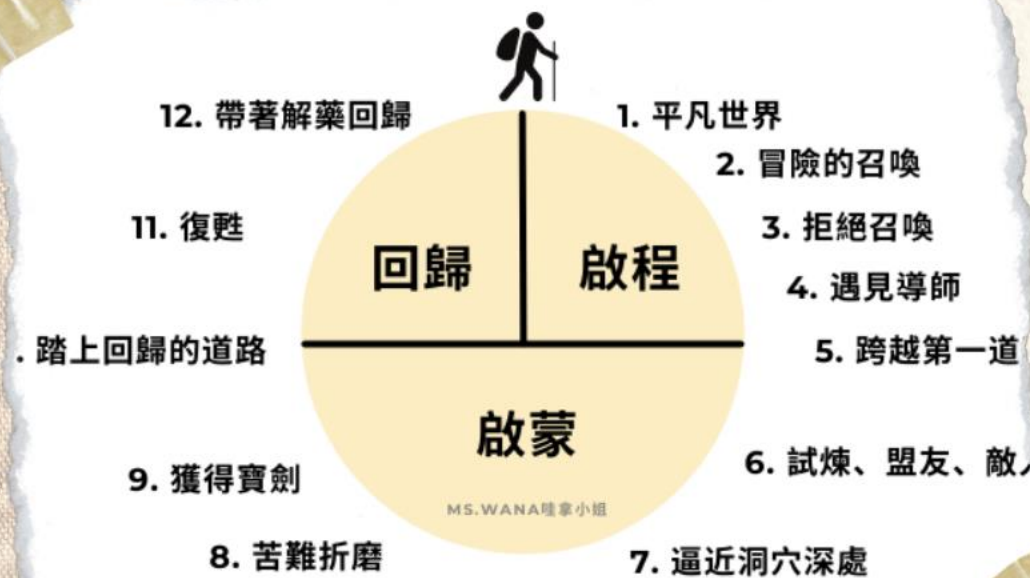 12. 帶著解藥回歸
1. 平凡世界
2. 冒險的召喚
11. 復甦
3. 拒絕召喚
回歸
啟程
4. 遇見導師
. 踏上回歸的道路
5. 跨越第一道
啟蒙
9. 獲得寶劍
6. 試煉、盟友、敵
MS.WANA哇拿小姐
8. 苦難折磨
7. 逼近洞穴深處